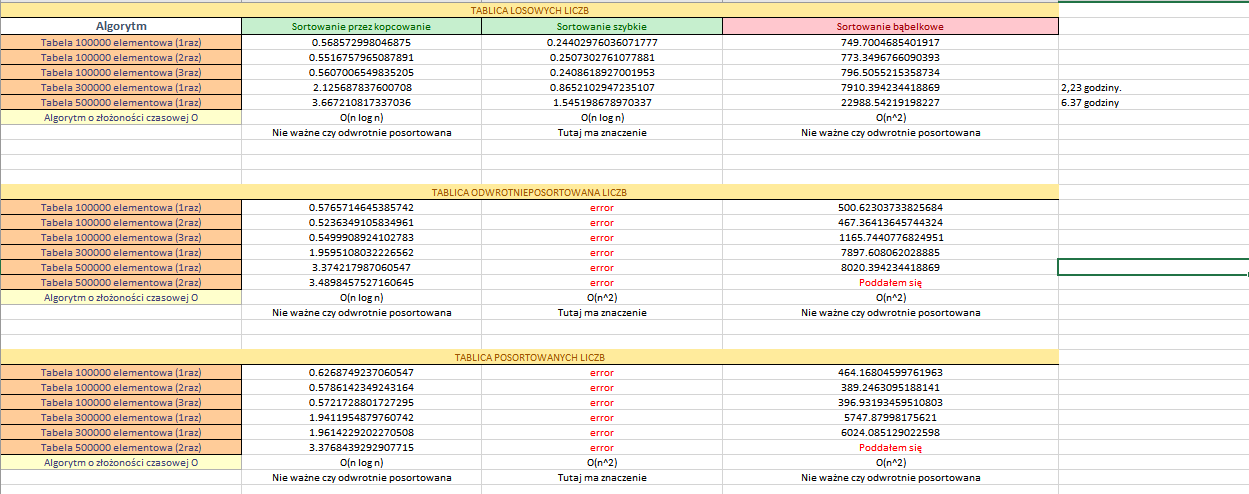 TABLICA LOSOWYCH LICZB
Algorytm Sortowanie przez kopcowanie Sortowanie szybkie Sortowanie bąbelkowe
Tabela 100000 elementowa (1raz) 0.568572998046875 0.24402976036071777 749.7004685401917
Tabela 100000 elementowa (2raz) 0.5516757965087891 0.2507302761077881 773.3496766090393
Tabela 100000 elementowa (3raz) 0.5607006549835205 0.2408618927001953 796.5055215358734
Tabela 300000 elementowa (1raz) 2.125687837600708 0.8652102947235107 7910.394234418869 2,23 godziny.
Tabela 500000 elementowa (1raz) 3.667210817337036 1.545198678970337 22988.54219198227 6.37 godziny
Algorytm o złożoności czasowej O O(n log n) O(n log n) O(n^2)
Nie ważne czy odwrotnie posortowana Tutaj ma znaczenie Nie ważne czy odwrotnie posortowana
TABLICA ODWROTNIEPOSORTOWANA LICZB
Tabela 100000 elementowa (1raz) 0.5765714645385742 error 500.62303733825684
Tabela 100000 elementowa (2raz) 0.5236349105834961 error 467.36413645744324
Tabela 100000 elementowa (3raz) 0.5499908924102783 error 1165.7440776824951
Tabela 300000 elementowa (1raz) 1.9595108032226562 error 7897.608062028885
Tabela 500000 elementowa (1raz) 3.374217987060547 error 8020.394234418869
Tabela 500000 elementowa (2raz) 3.4898457527160645 error Poddałem się
Algorytm o złożoności czasowej O O(n log n) O(n^2) O(n^2)
Nie ważne czy odwrotnie posortowana Tutaj ma znaczenie Nie ważne czy odwrotnie posortowana
TABLICA POSORTOWANYCH LICZB
Tabela 100000 elementowa (1raz) 0.6268749237060547 error 464.16804599761963
Tabela 100000 elementowa (2raz) 0.5786142349243164 error 389.2463095188141
Tabela 100000 elementowa (3raz) 0.5721728801727295 error 396.93193459510803
Tabela 300000 elementowa (1raz) 1.9411954879760742 error 5747.87998175621
Tabela 300000 elementowa (1raz) 1.9614229202270508 error 6024.085129022598
Tabela 500000 elementowa (2raz) 3.3768439292907715 error Poddałem się
Algorytm o złożoności czasowej O O(n log n) O(n^2) O(n^2)
Nie ważne czy odwrotnie posortowana Tutaj ma znaczenie Nie ważne czy odwrotnie posortowana